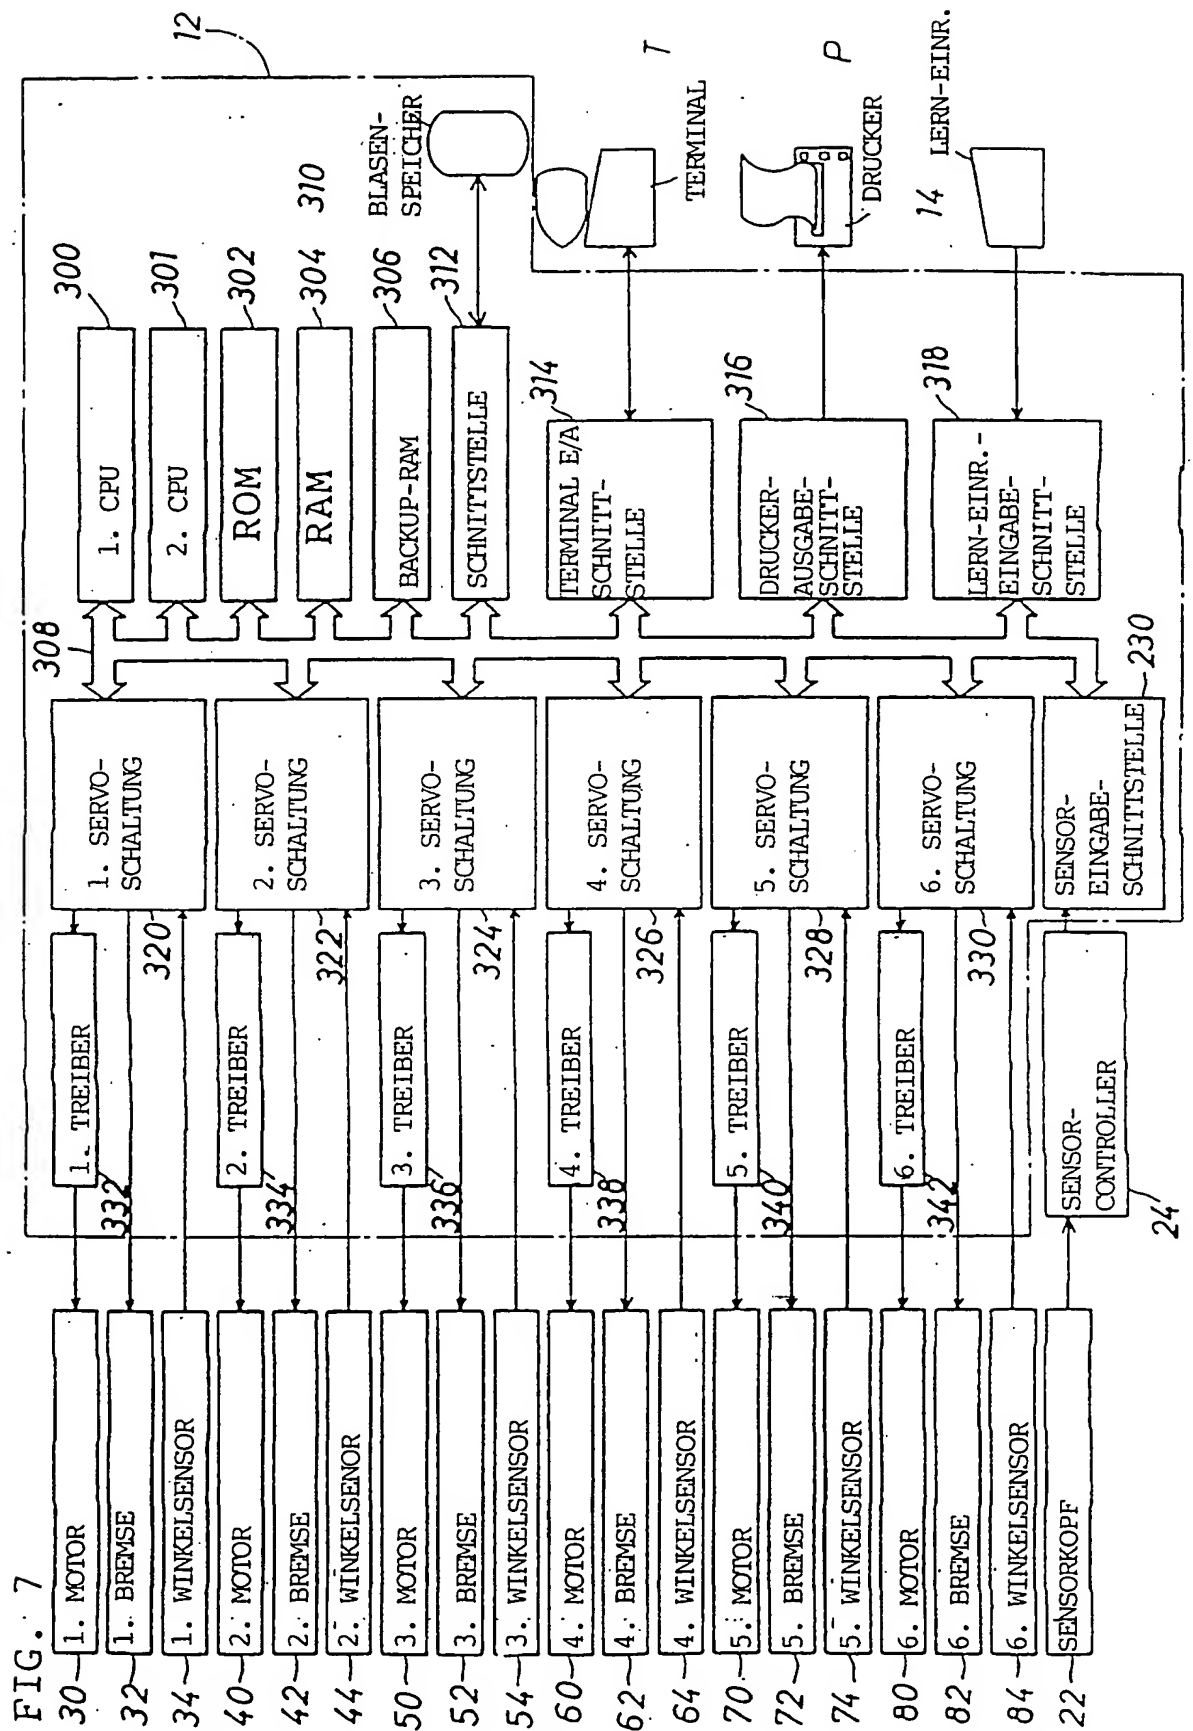 FIG. 7
30
1. MOTOR
32
1. BREMSE
34
1. WINKELSENSOR
40
2. MOTOR
42
2. BREMSE
44
2. WINKELSENOR
50
3. MOTOR
52
3. BREMSE
54
3. WINKELSENSOR
60
4. MOTOR
62
4. BREMSE
64
4. WINKELSENSOR
70
5. MOTOR
72
5. BREMSE
74
5. WINKELSENSOR
80
6. MOTOR
82
6. BREMSE
84
6. WINKELSENSOR
22
SENSORKOPF
332
1. TREIBER
334
2. TREIBER
336
3. TREIBER
338
4. TREIBER
340
5. TREIBER
342
6. TREIBER
24
SENSOR-
CONTROLLER
320
1. SERVO-
SCHALTUNG
322
2. SERVO-
SCHALTUNG
324
3. SERVO-
SCHALTUNG
326
4. SERVO-
SCHALTUNG
328
5. SERVO-
SCHALTUNG
330
6. SERVO-
SCHALTUNG
SENSOR-
EINGABE-
SCHNITTSTELLE
230
308
1. CPU
300
2. CPU
301
ROM
302
RAM
304
BACKUP-RAM
306
SCHNITTSTELLE
312
TERMINAL E/A
SCHNITT-
STELLE
314
DRUCKER-
AUSGABE-
SCHNITT-
STELLE
316
LERN-EINR.-
EINGABE-
SCHNITT-
STELLE
318
310
BLASEN-
SPEICHER
12
TERMINAL
T
DRUCKER
P
14
LERN-EINR.